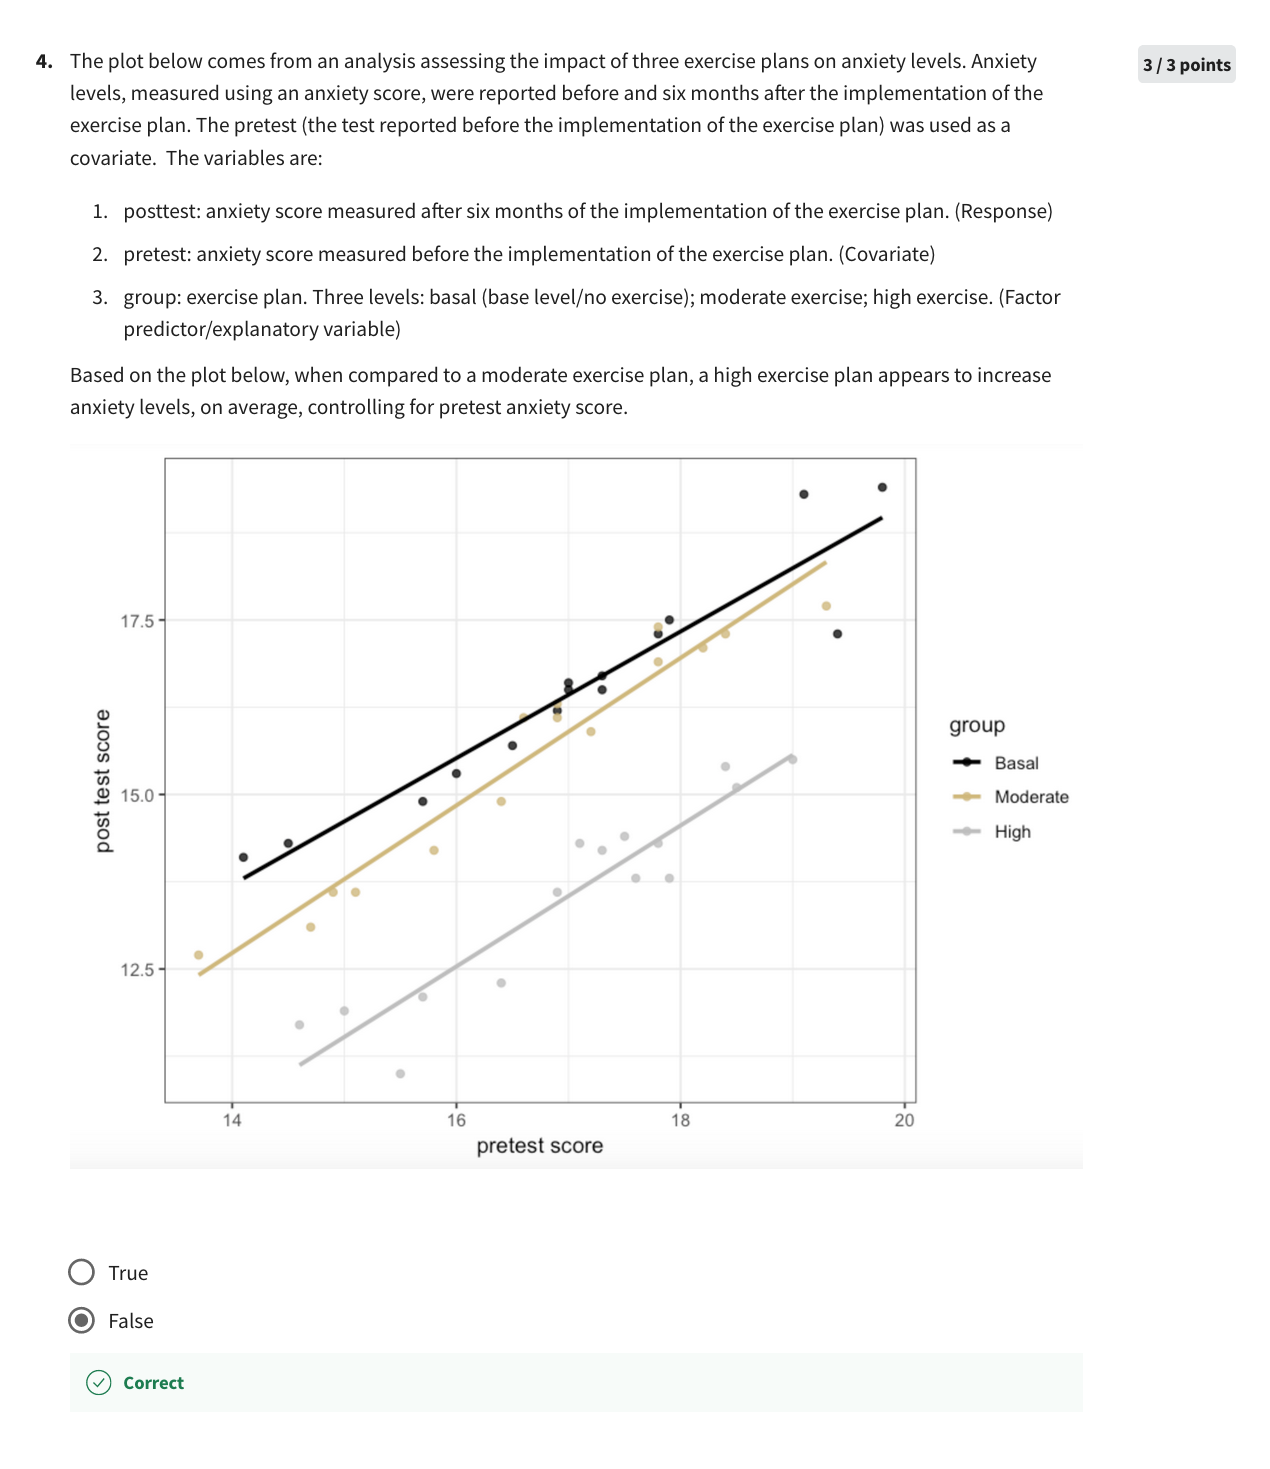 4. The plot below comes from an analysis assessing the impact of three exercise plans on anxiety levels. Anxiety
levels, measured using an anxiety score, were reported before and six months after the implementation of the
exercise plan. The pretest (the test reported before the implementation of the exercise plan) was used as a
covariate. The variables are:
3 / 3 points
1. posttest: anxiety score measured after six months of the implementation of the exercise plan. (Response)
2. pretest: anxiety score measured before the implementation of the exercise plan. (Covariate)
3. group: exercise plan. Three levels: basal (base level/no exercise); moderate exercise; high exercise. (Factor
predictor/explanatory variable)
Based on the plot below, when compared to a moderate exercise plan, a high exercise plan appears to increase
anxiety levels, on average, controlling for pretest anxiety score.
17.5
15.0
12.5
post test score
14 16 18 20
pretest score
group
Basal
Moderate
High
True
False
Correct